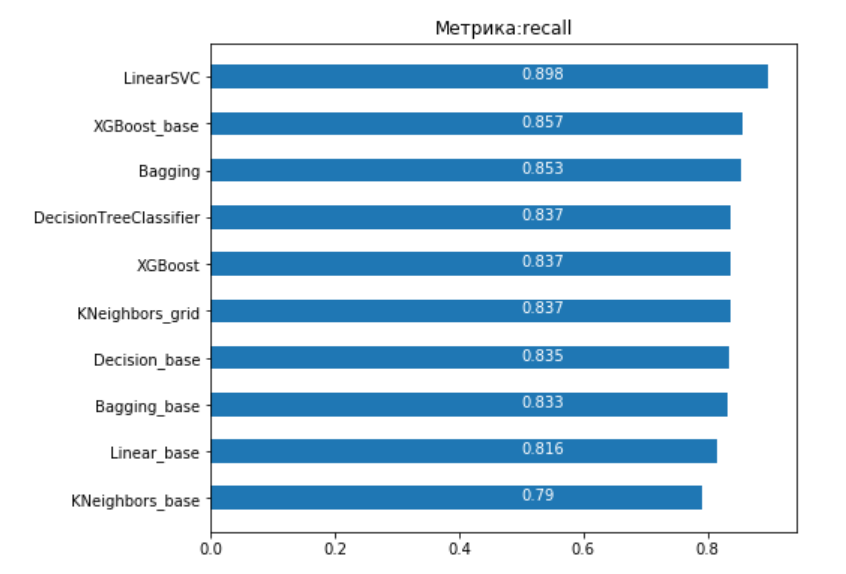 Метрика:recall
LinearSVC 0.898
XGBoost_base 0.857
Bagging 0.853
DecisionTreeClassifier 0.837
XGBoost 0.837
KNeighbors_grid 0.837
Decision_base 0.835
Bagging_base 0.833
Linear_base 0.816
KNeighbors_base 0.79
0.0 0.2 0.4 0.6 0.8